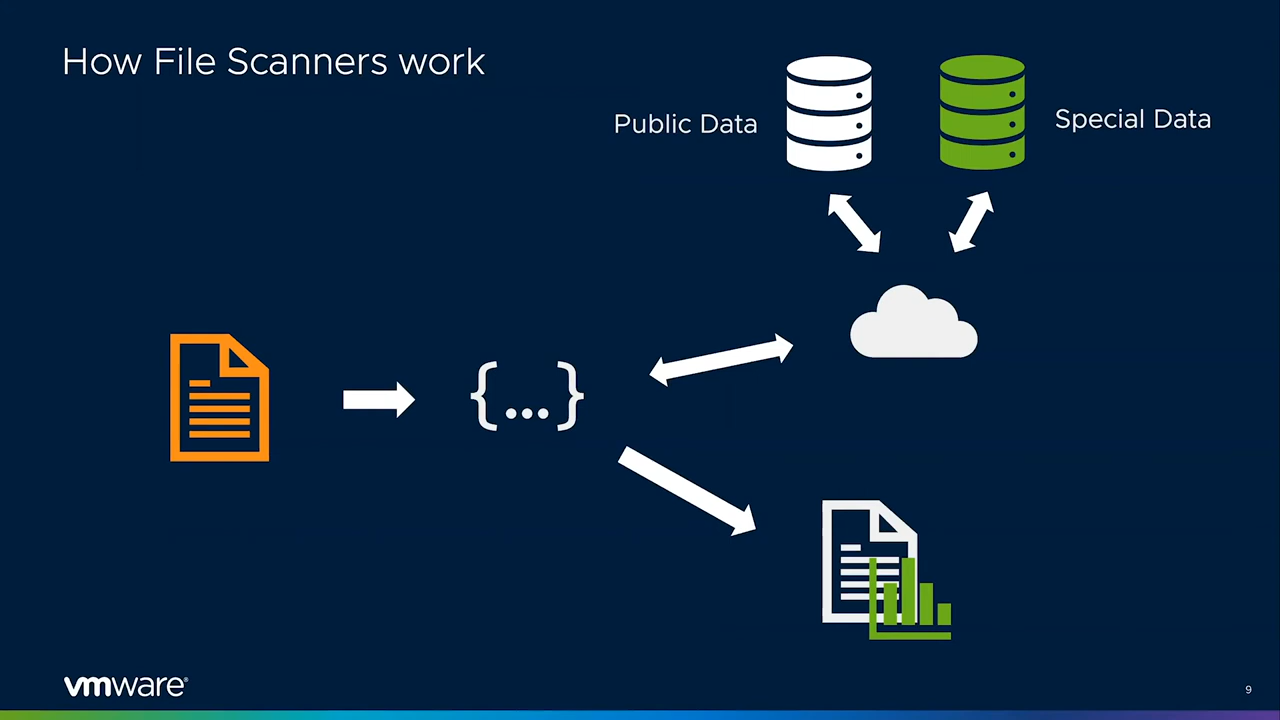 How File Scanners work
Public Data
Special Data
{...}
vmware®
9